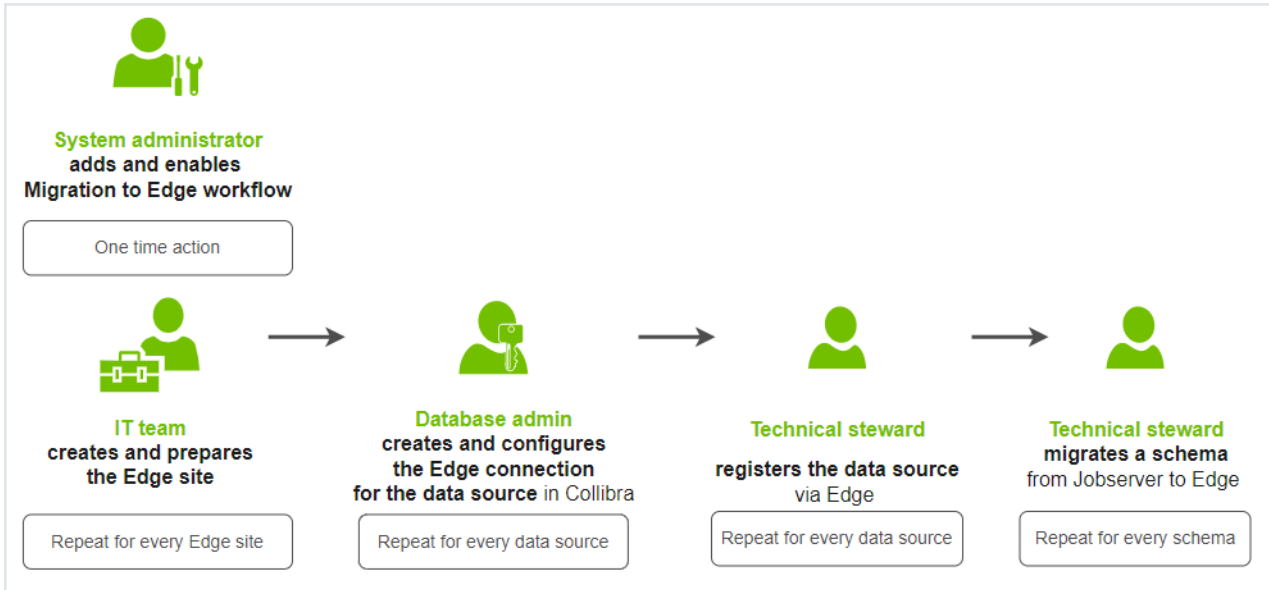 System administrator
adds and enables
Migration to Edge workflow
One time action
IT team
creates and prepares
the Edge site
Repeat for every Edge site
Database admin
creates and configures
the Edge connection
for the data source in Collibra
Repeat for every data source
Technical steward
registers the data source
via Edge
Repeat for every data source
Technical steward
migrates a schema
from Jobserver to Edge
Repeat for every schema